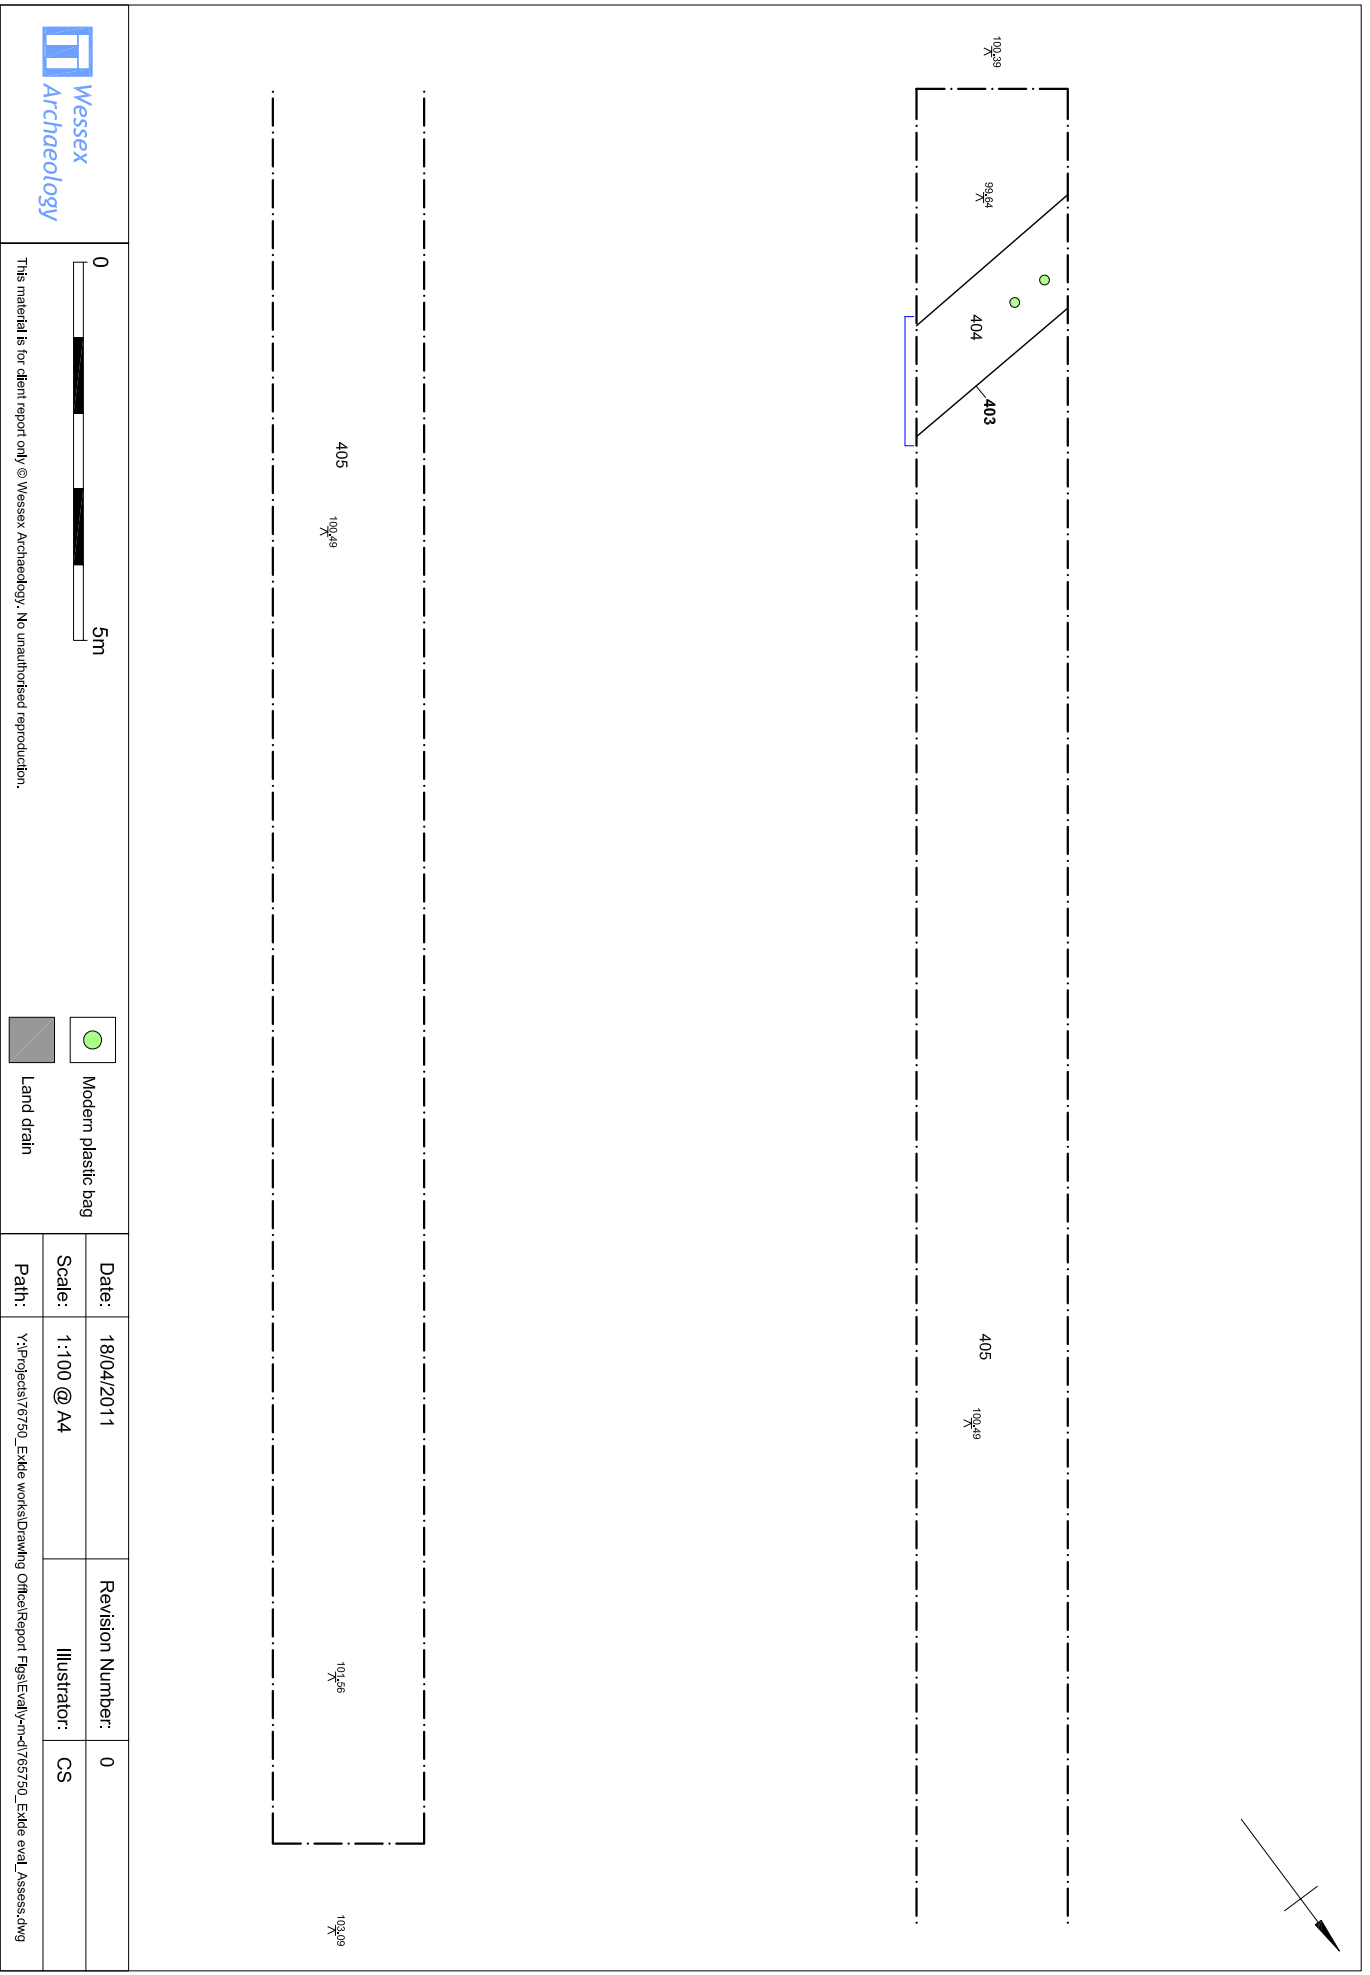 100.39
99.64
404
403
405
100.49
405
100.49
101.56
103.09
Wessex
Archaeology
0
5m
This material is for client report only © Wessex Archaeology. No unauthorised reproduction.
Modern plastic bag
Land drain
Date: 18/04/2011 Revision Number: 0
Scale: 1:100 @ A4 Illustrator: CS
Path: Y:\Projects\76750_Exide works\Drawing Office\Report Figs\Eval\y-m-d\765750_Exide eval_Assess.dwg